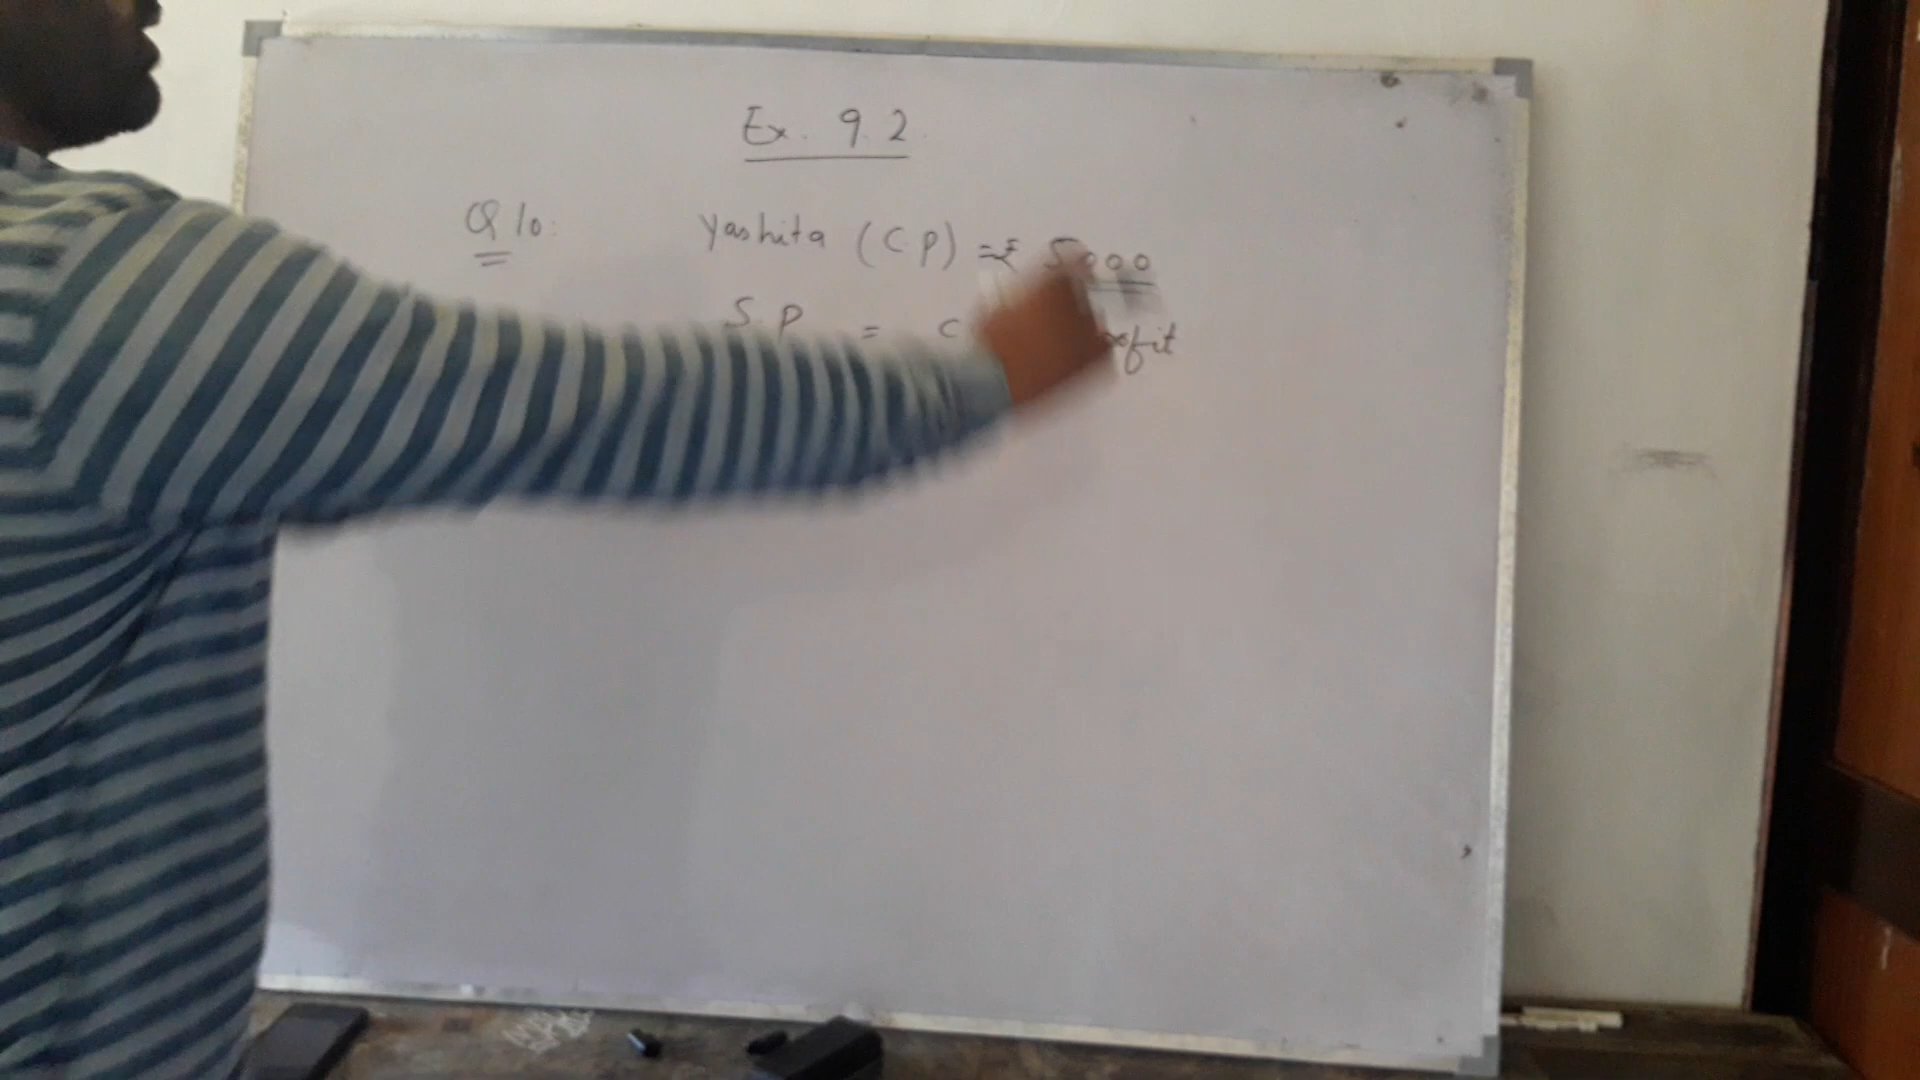 Ex. 9.2
Q 10:
Yashita (C.P) = ₹ 5000
S.P = C